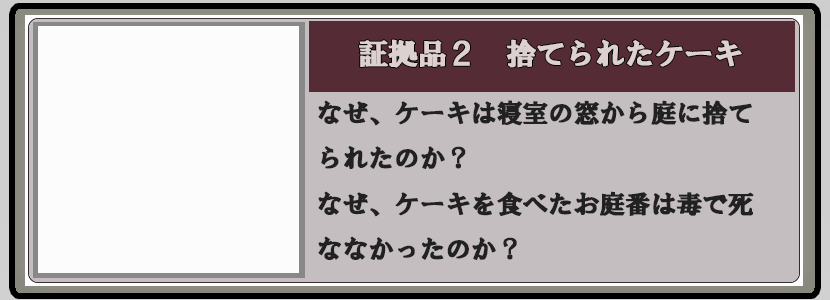 証拠品２　捨てられたケーキ
なぜ、ケーキは寝室の窓から庭に捨て
られたのか？
なぜ、ケーキを食べたお庭番は毒で死
ななかったのか？